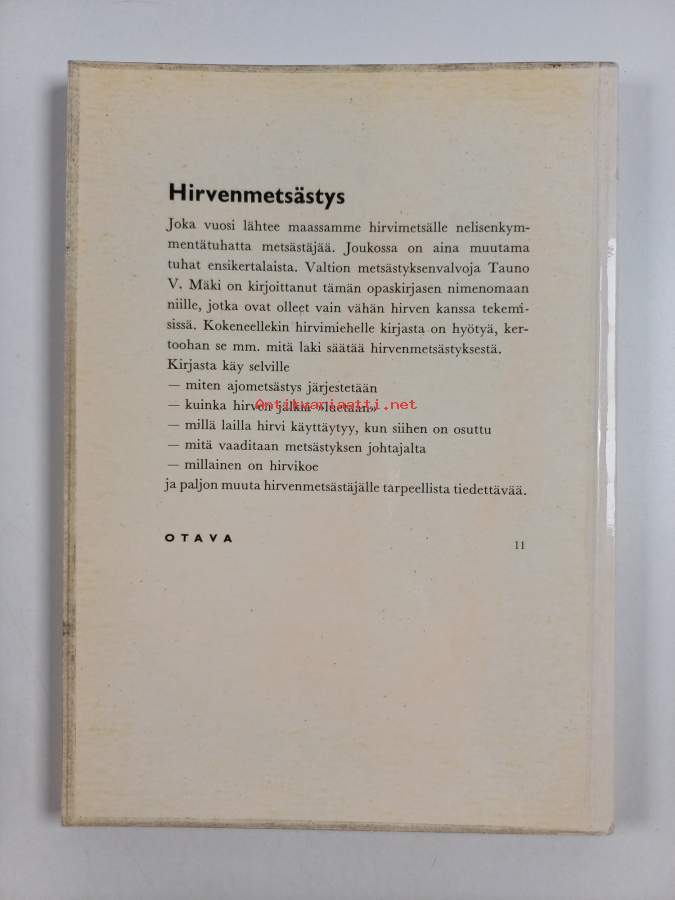 Hirvenmetsästys
Joka vuosi lähtee maassamme hirvimetsälle nelisenkym-
mentätuhatta metsästäjää. Joukossa on aina muutama
tuhat ensikertalaista. Valtion metsästyksenvalvoja Tauno
V. Mäki on kirjoittanut tämän opaskirjasen nimenomaan
niille, jotka ovat olleet vain vähän hirven kanssa tekemi-
sissä. Kokeneellekin hirvimiehelle kirjasta on hyötyä, ker-
toohan se mm. mitä laki säätää hirvenmetsästyksestä.
Kirjasta käy selville
— miten ajometsästys järjestetään
— kuinka hirven jälkiä »luetaan»
Antikvariaatti.net
— millä lailla hirvi käyttäytyy, kun siihen on osuttu
— mitä vaaditaan metsästyksen johtajalta
— millainen on hirvikoe
ja paljon muuta hirvenmetsästäjälle tarpeellista tiedettävää.
OTAVA
11